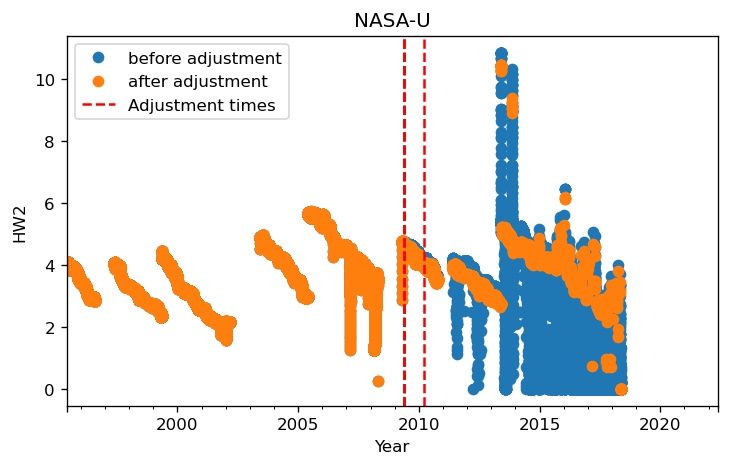 NASA-U
before adjustment
after adjustment
Adjustment times
HW2
10
8
6
4
2
0
2000
2005
2010
2015
2020
Year